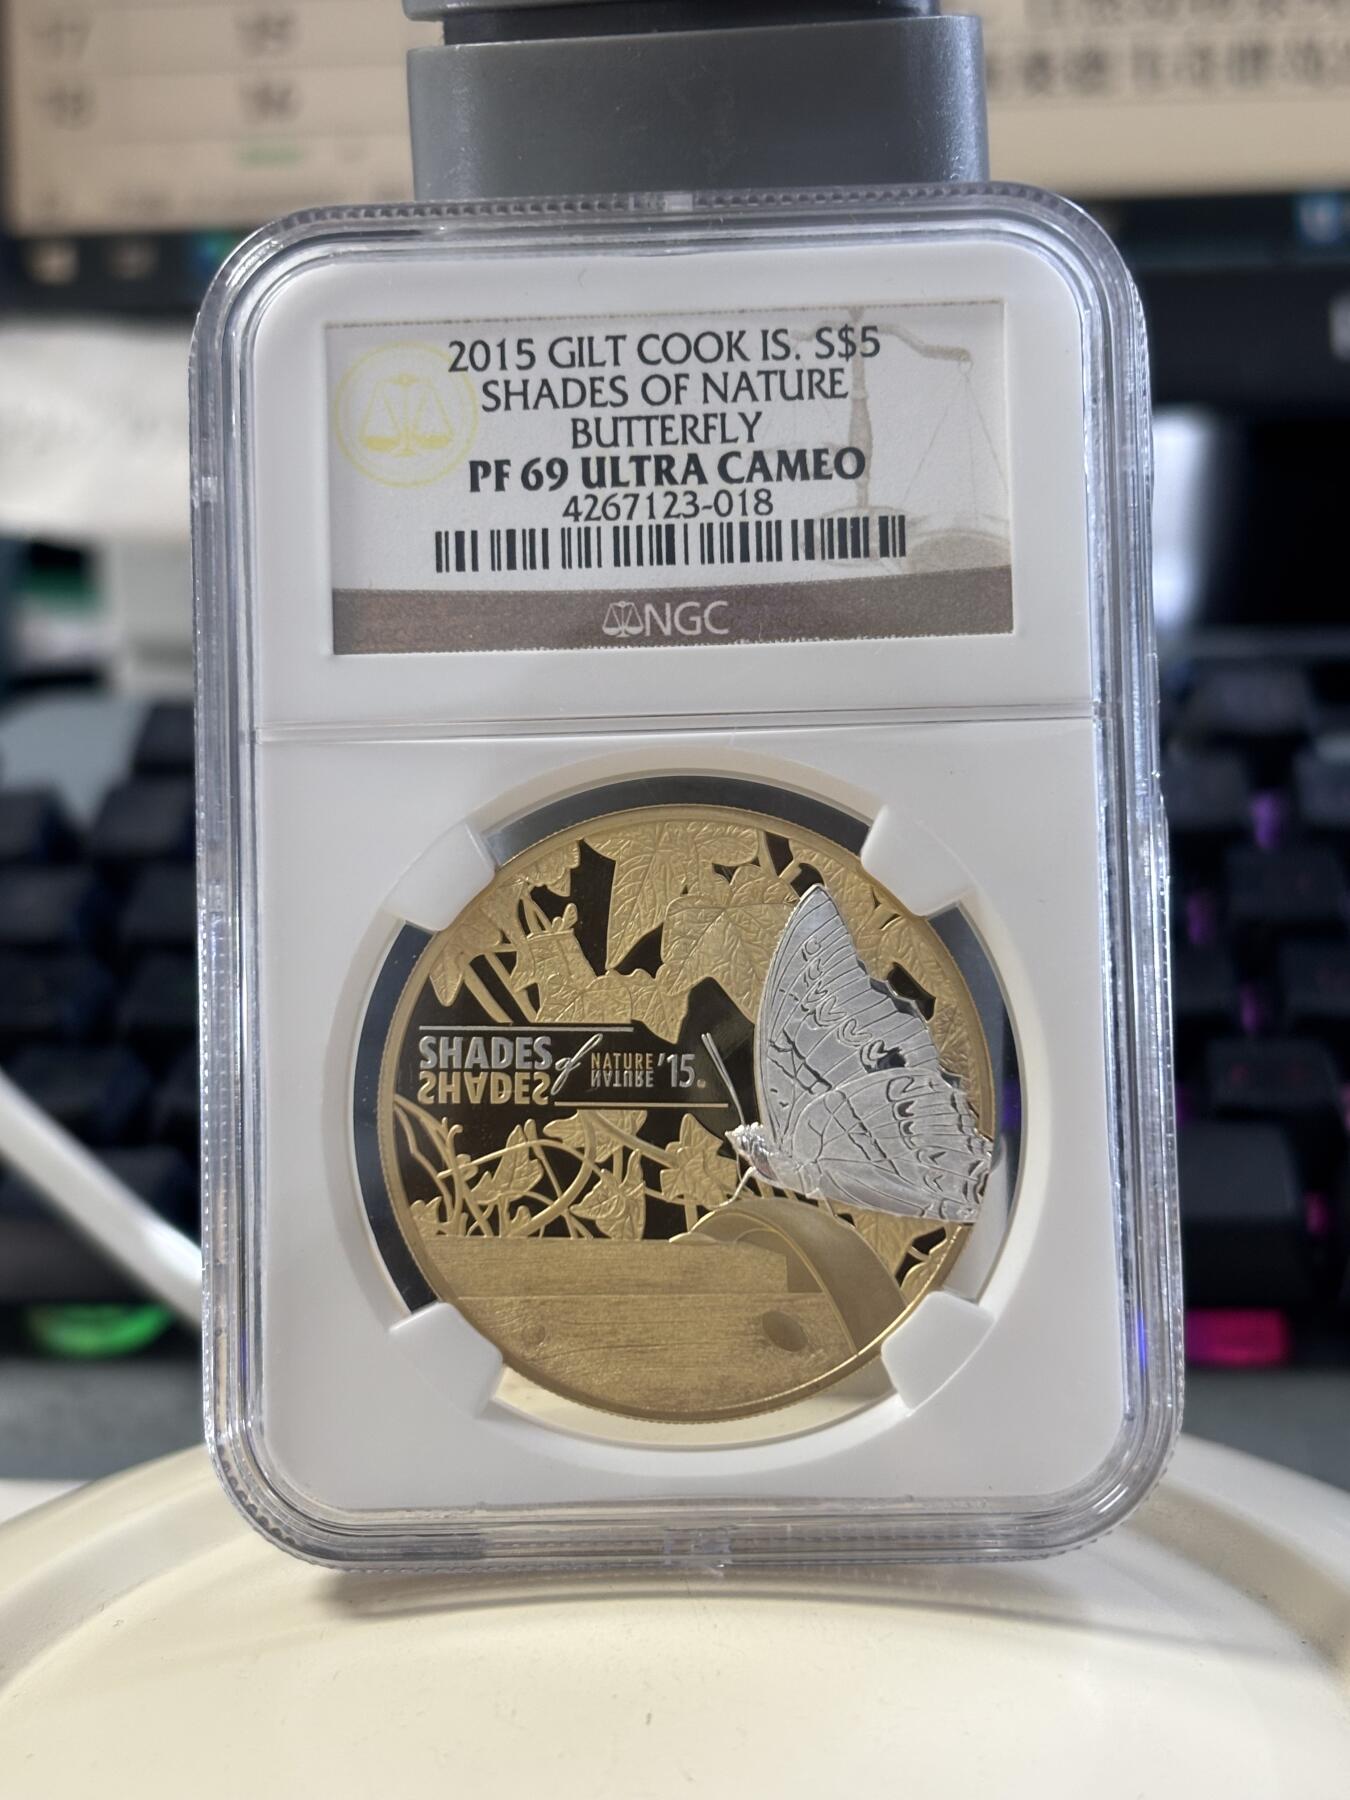 2015 GILT COOK IS. S$5
SHADES OF NATURE
BUTTERFLY
PF 69 ULTRA CAMEO
4267123-018
NGC
SHADES of NATURE '15
SHADES NATURE